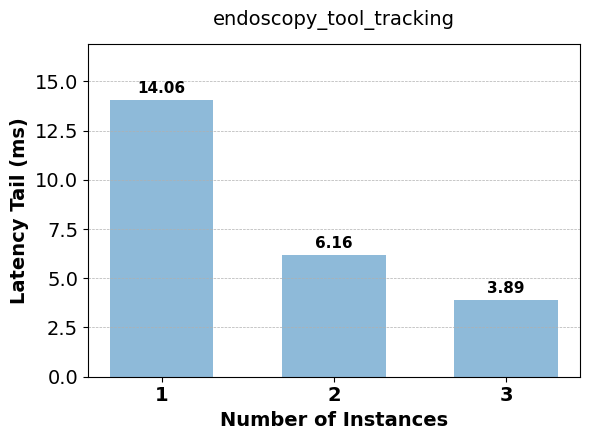 endoscopy_tool_tracking
Latency Tail (ms)
15.0
12.5
10.0
7.5
5.0
2.5
0.0
14.06
6.16
3.89
1 2 3
Number of Instances